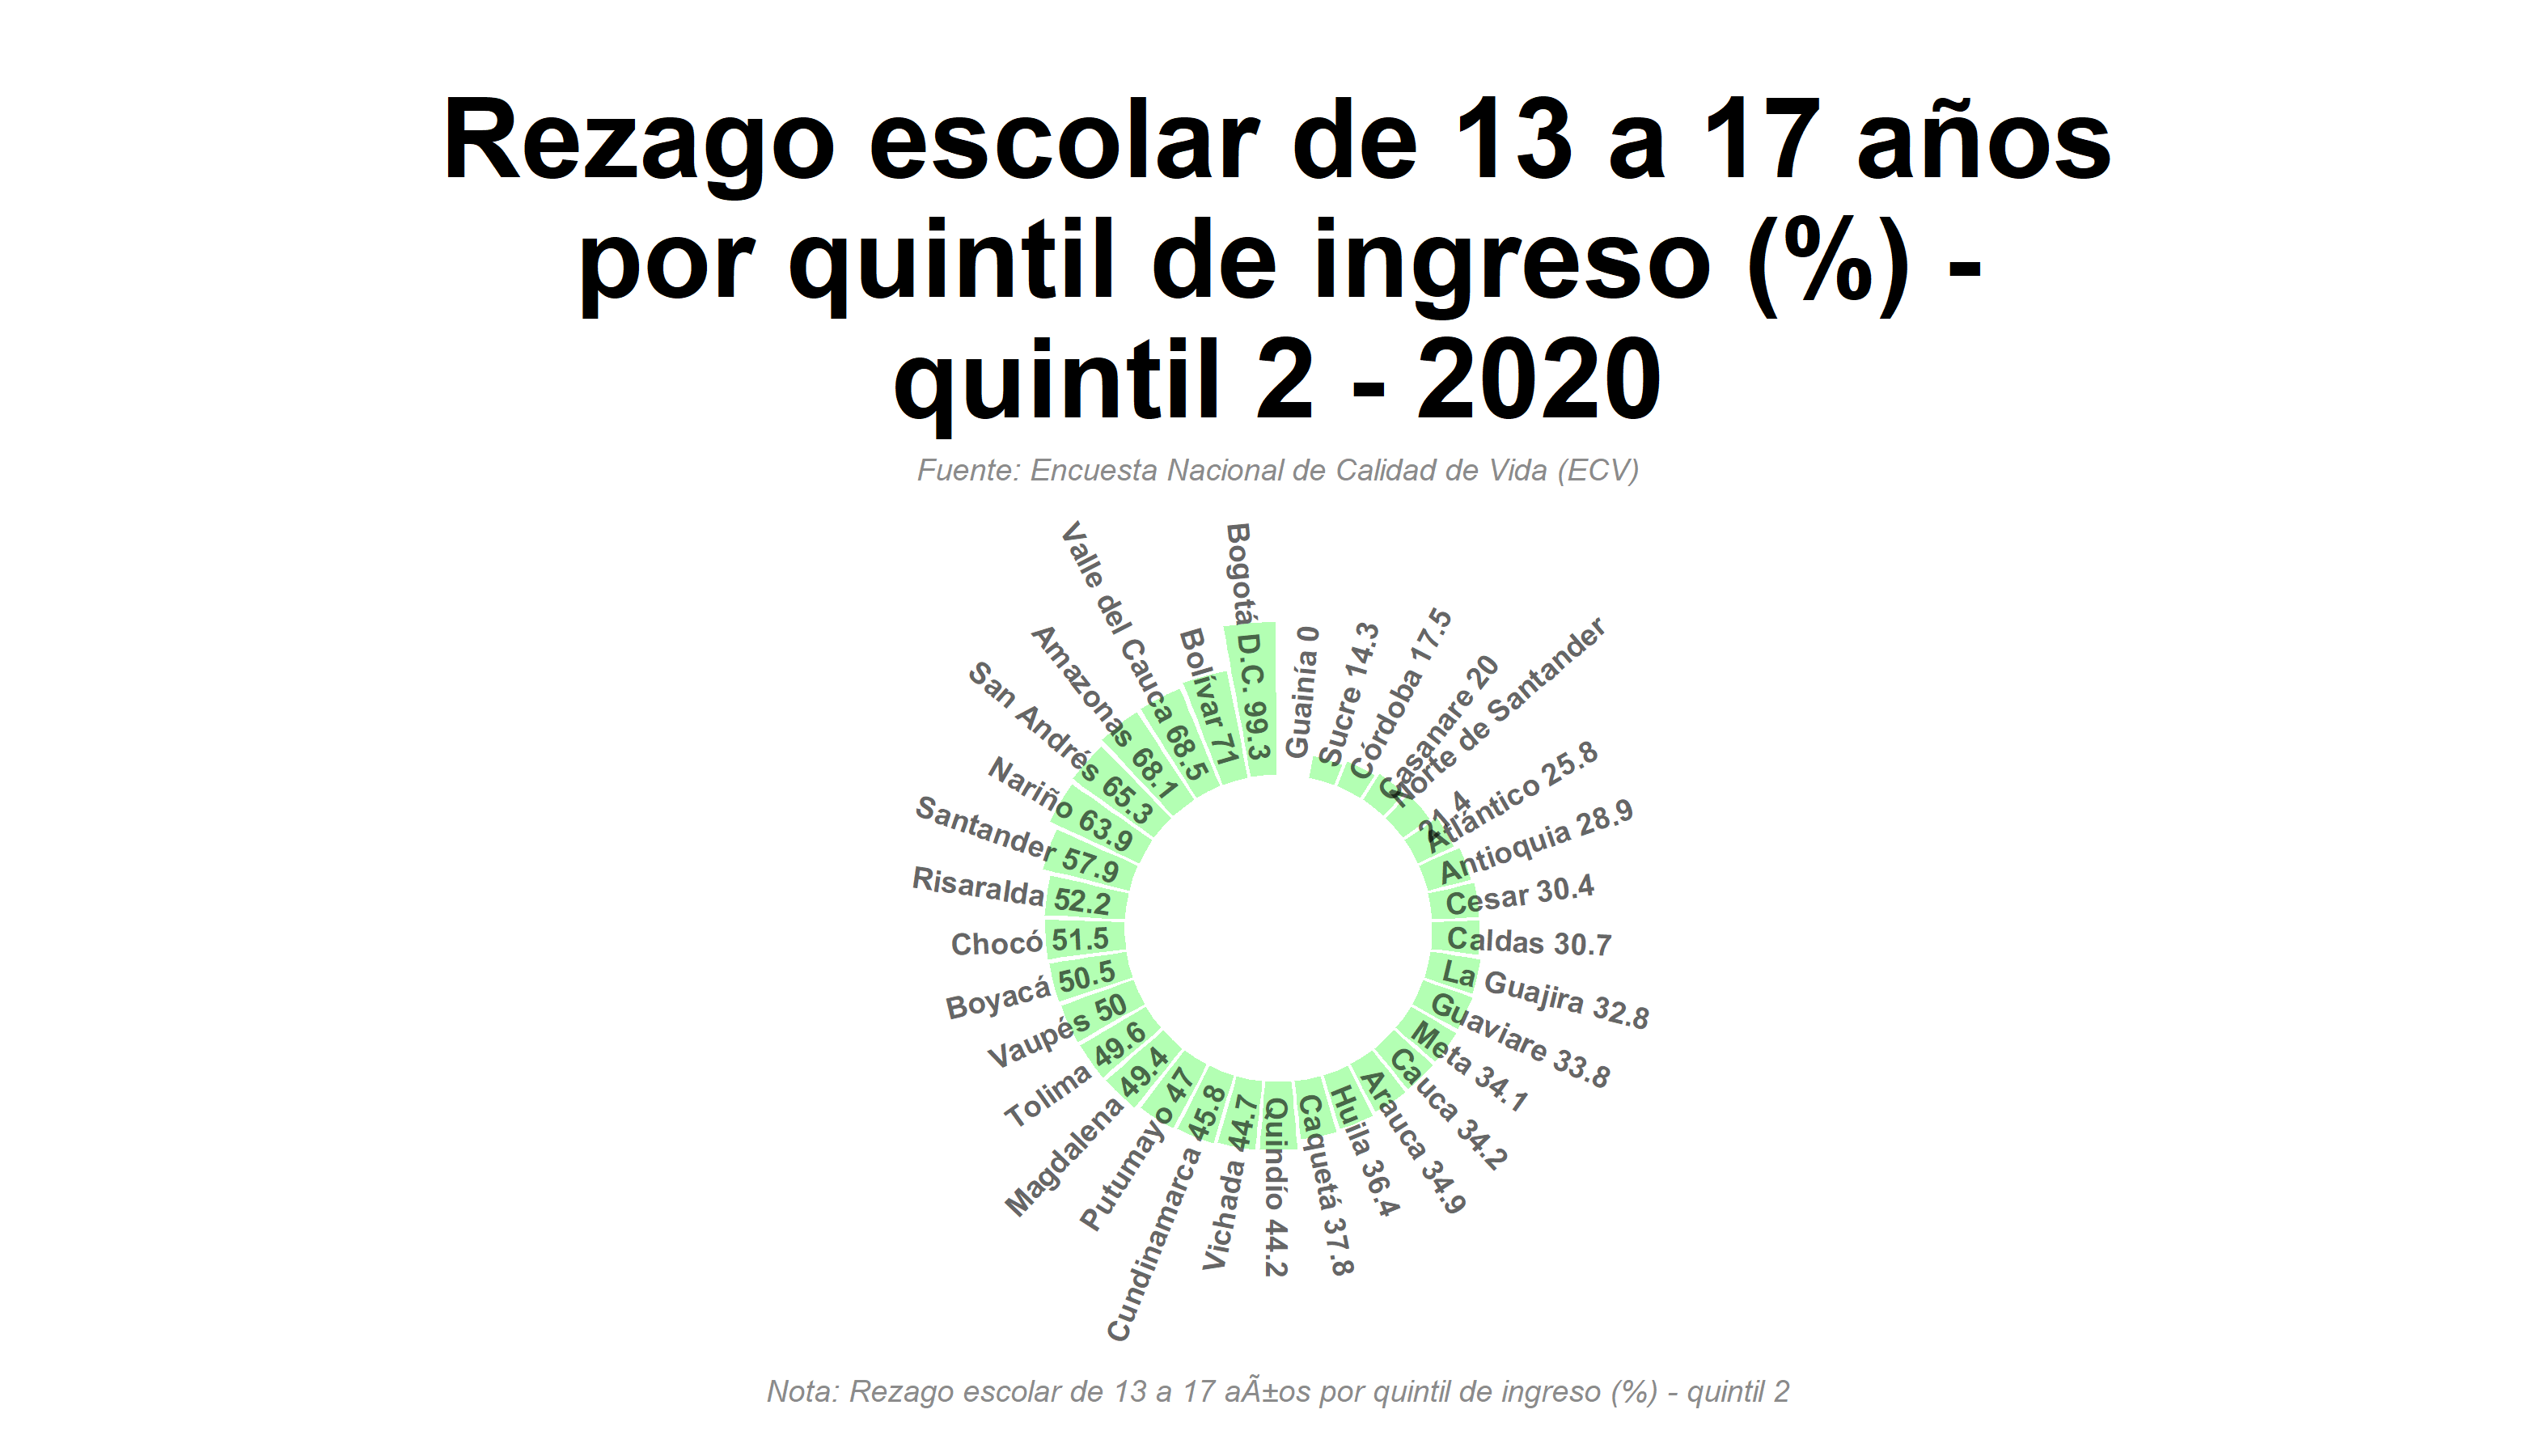 Rezago escolar de 13 a 17 años
por quintil de ingreso (%) -
quintil 2 - 2020
Fuente: Encuesta Nacional de Calidad de Vida (ECV)
Guainía 0
Sucre 14.3
Córdoba 17.5
Casanare 20
Norte de Santander
21.4
Atlántico 25.8
Antioquia 28.9
Cesar 30.4
Caldas 30.7
La Guajira 32.8
Guaviare 33.8
Meta 34.1
Cauca 34.2
Arauca 34.9
Huila 36.4
Caquetá 37.8
Quindío 44.2
Vichada 44.7
Cundinamarca 45.8
Putumayo 47
Magdalena 49.4
Tolima 49.6
Vaupés 50
Boyacá 50.5
Chocó 51.5
Risaralda 52.2
Santander 57.9
Nariño 63.9
San Andrés 65.3
Amazonas 68.1
Valle del Cauca 68.5
Bolívar 71
Bogotá D.C. 99.3
Nota: Rezago escolar de 13 a 17 aÃ±os por quintil de ingreso (%) - quintil 2